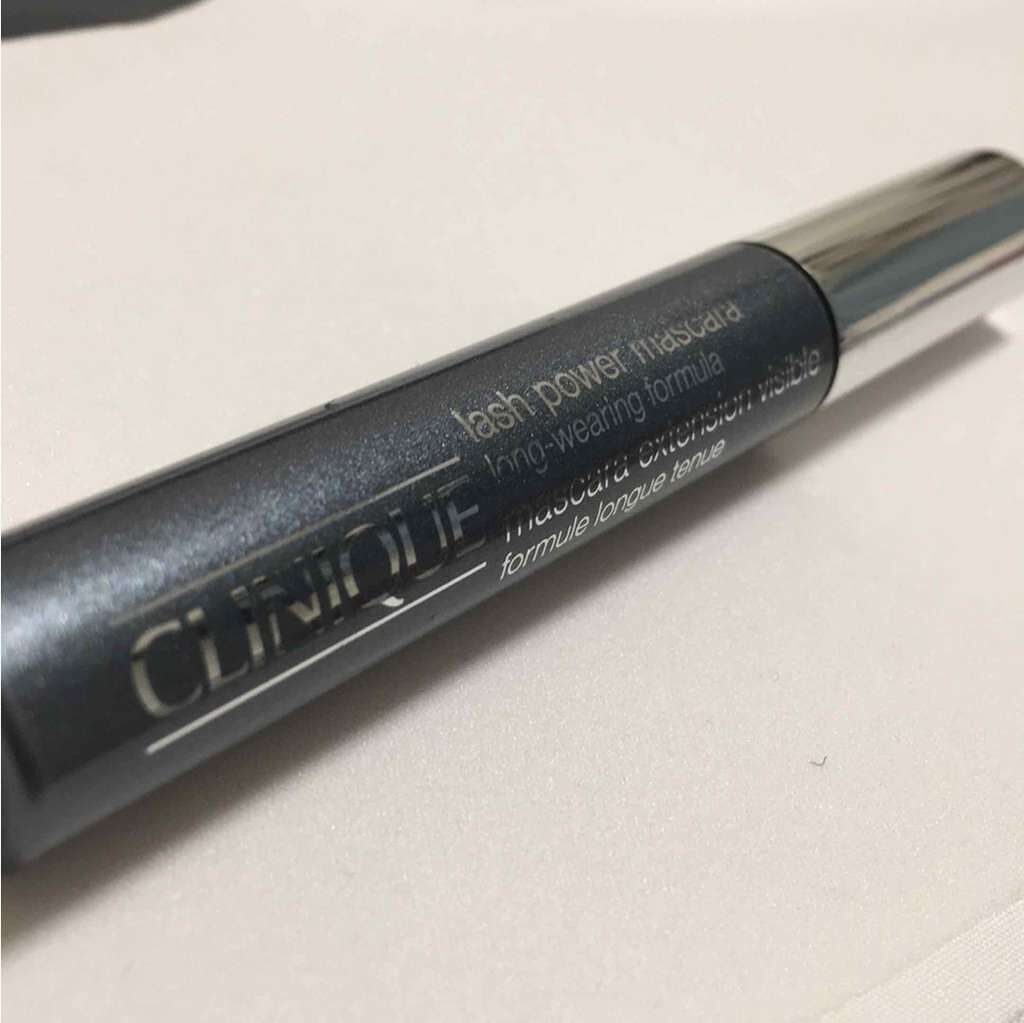 CLINIQUE
lash power mascara
long-wearing formula
mascara extension visible
formule longue tenue